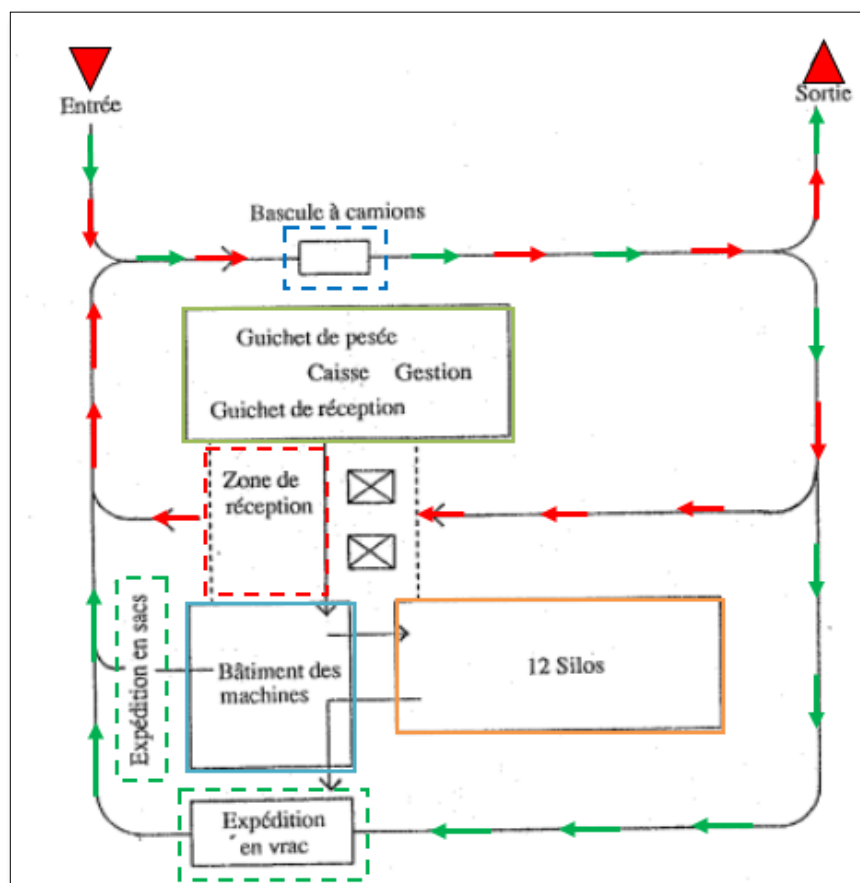 Entrée
Sortie
Bascule à camions
Guichet de pesée
Caisse Gestion
Guichet de réception
Zone de
réception
Expédition en sacs
Bâtiment des
machines
12 Silos
Expédition
en vrac